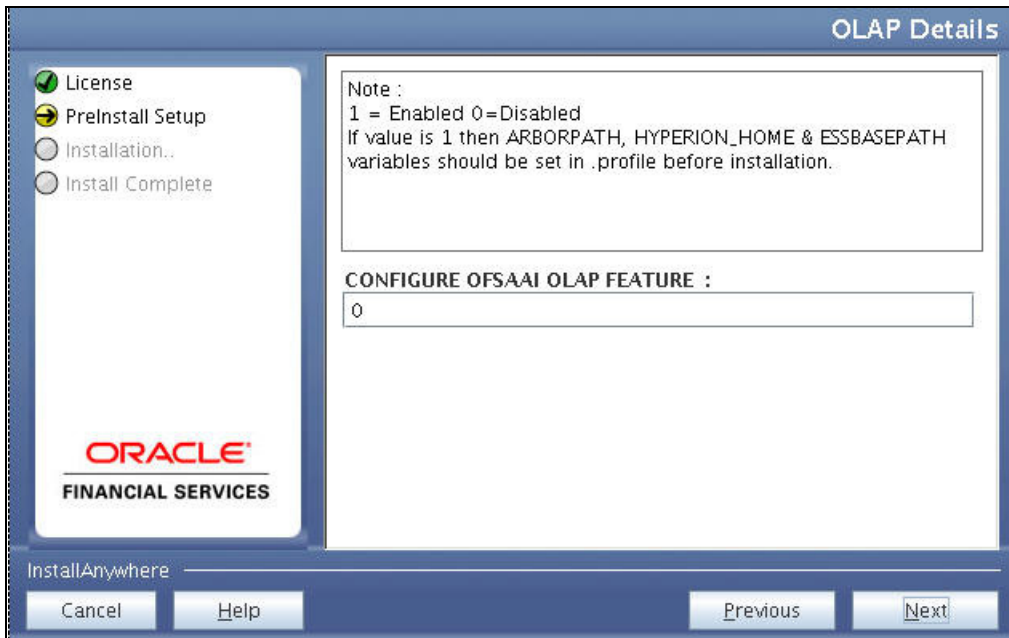 OLAP Details
License
PreInstall Setup
Installation..
Install Complete
Note :
1 = Enabled 0=Disabled
If value is 1 then ARBORPATH, HYPERION_HOME & ESSBASEPATH
variables should be set in .profile before installation.
CONFIGURE OFSAAI OLAP FEATURE :
0
ORACLE
FINANCIAL SERVICES
InstallAnywhere
Cancel
Help
Previous
Next